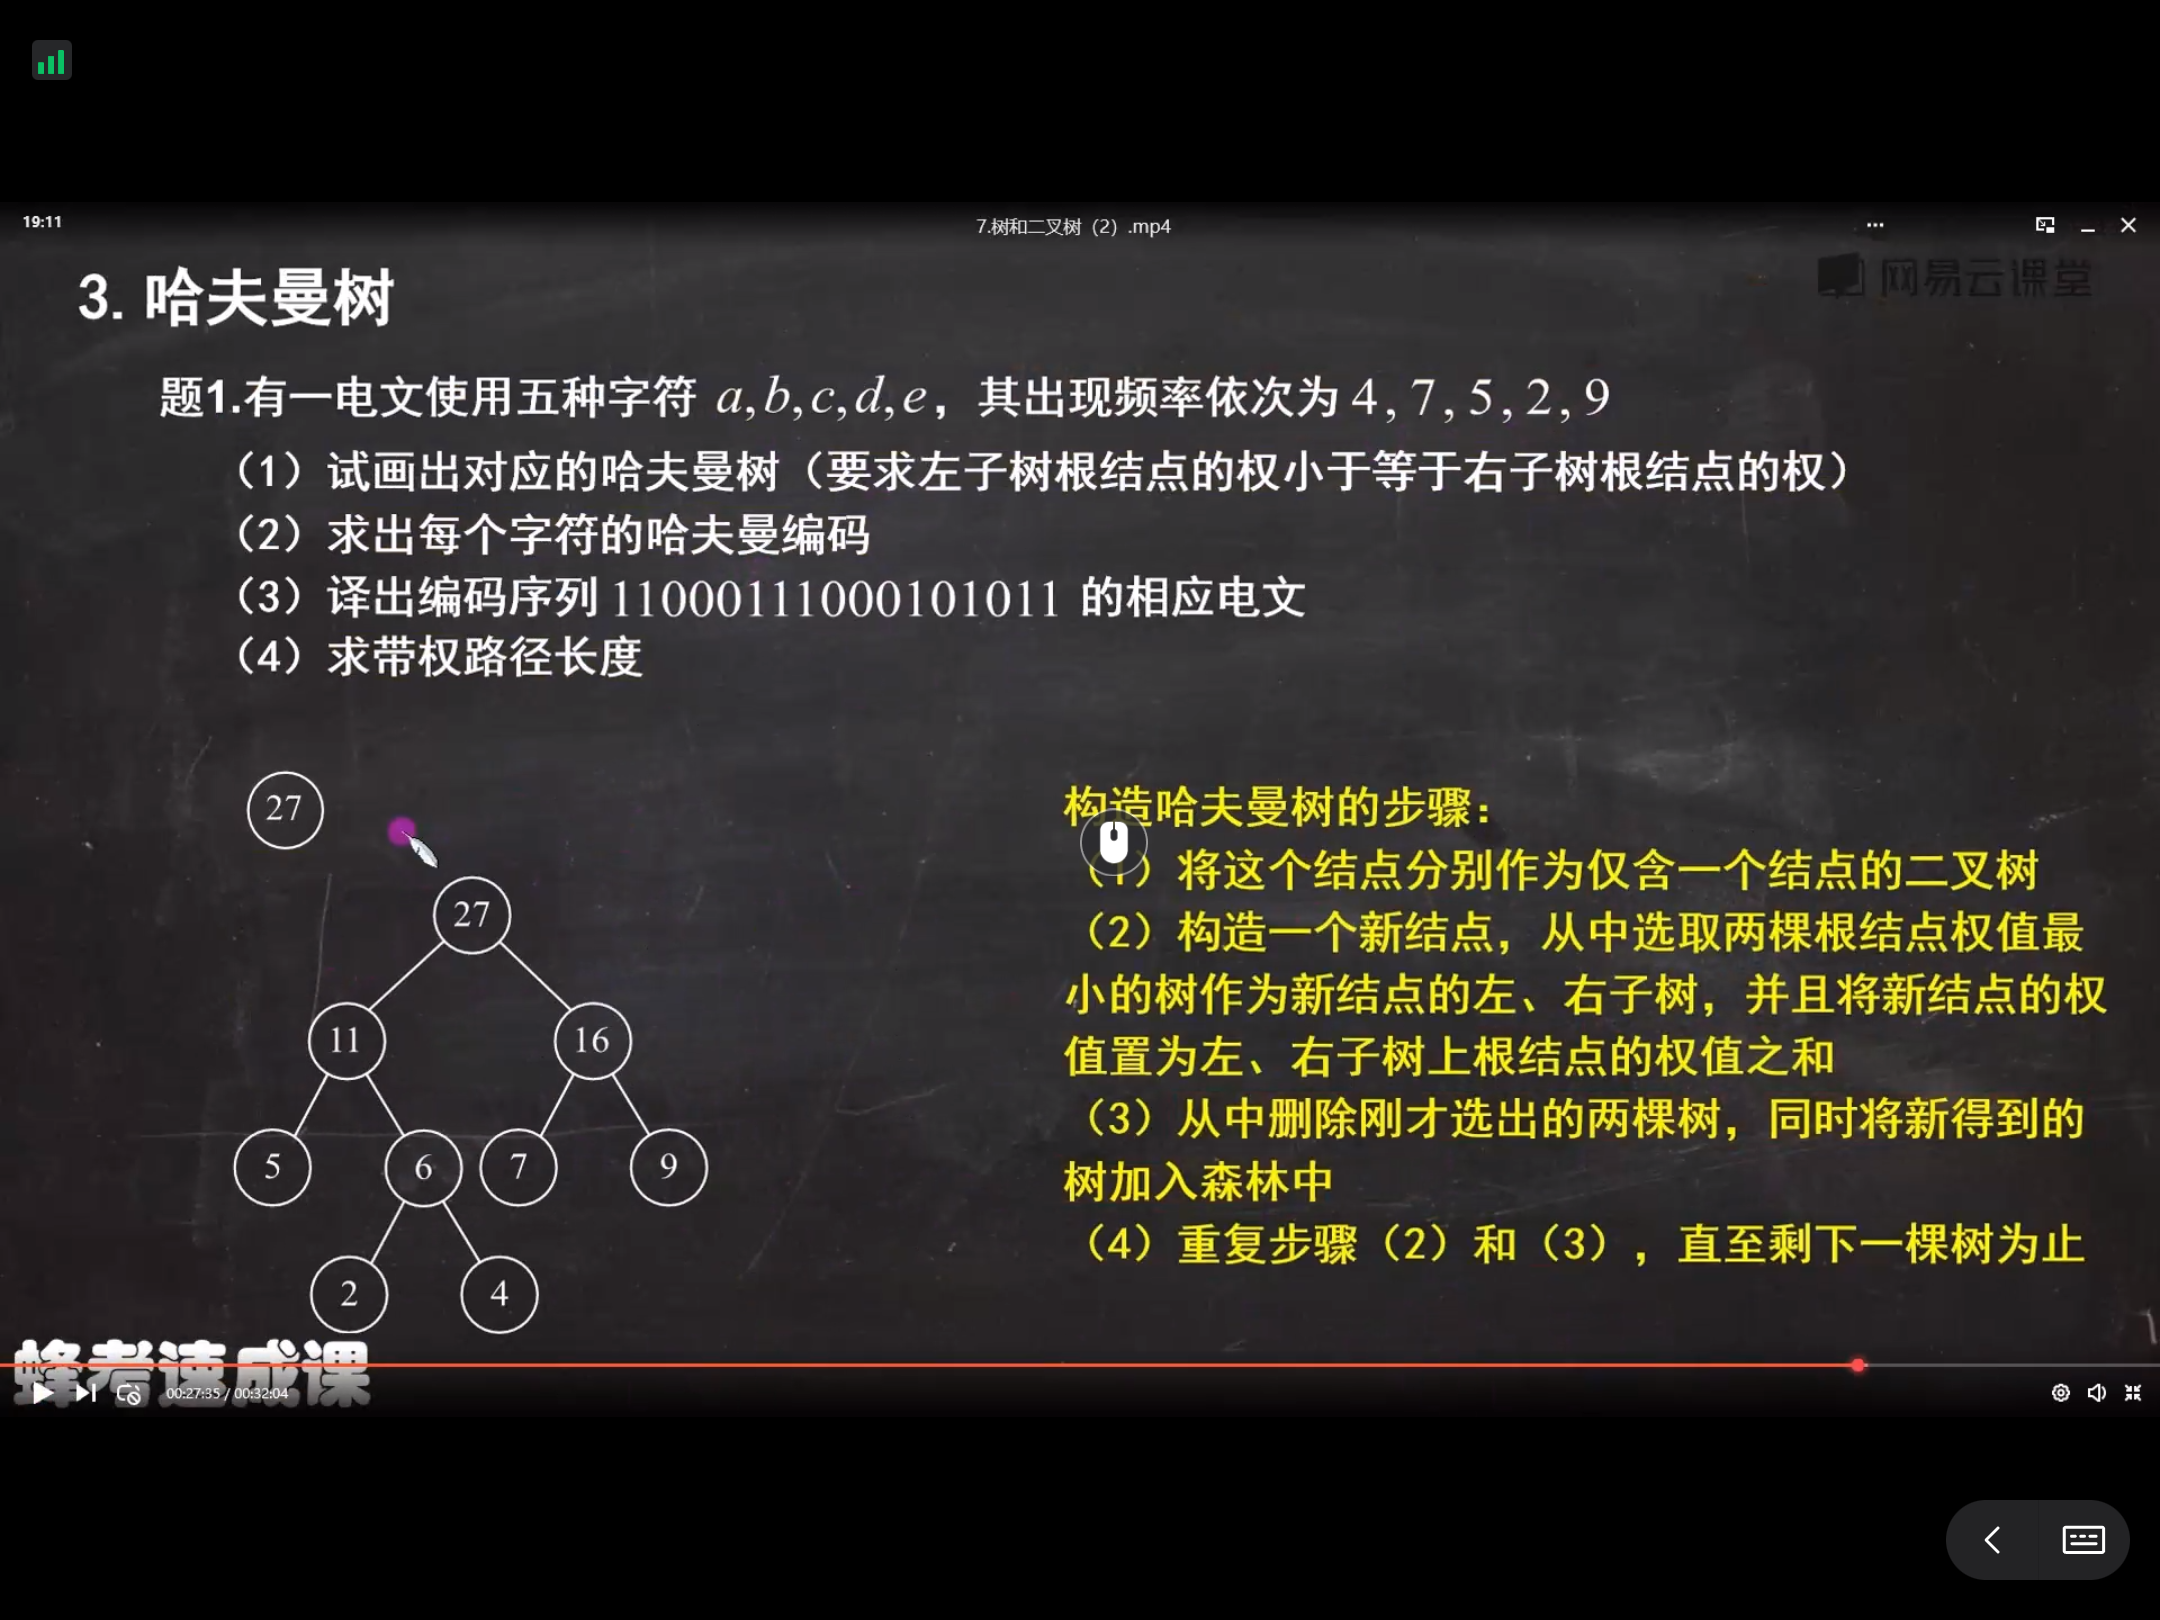 19:11
7.树和二叉树（2）.mp4
网易云课堂
3. 哈夫曼树
题1.有一电文使用五种字符 a,b,c,d,e，其出现频率依次为 4,7,5,2,9
（1）试画出对应的哈夫曼树（要求左子树根结点的权小于等于右子树根结点的权）
（2）求出每个字符的哈夫曼编码
（3）译出编码序列 11000111000101011 的相应电文
（4）求带权路径长度
27
27
11
16
5
6
7
9
2
4
构造哈夫曼树的步骤：
（1）将这个结点分别作为仅含一个结点的二叉树
（2）构造一个新结点，从中选取两棵根结点权值最
小的树作为新结点的左、右子树，并且将新结点的权
值置为左、右子树上根结点的权值之和
（3）从中删除刚才选出的两棵树，同时将新得到的
树加入森林中
（4）重复步骤（2）和（3），直至剩下一棵树为止
蜂考速成课
00:27:35 / 00:32:04